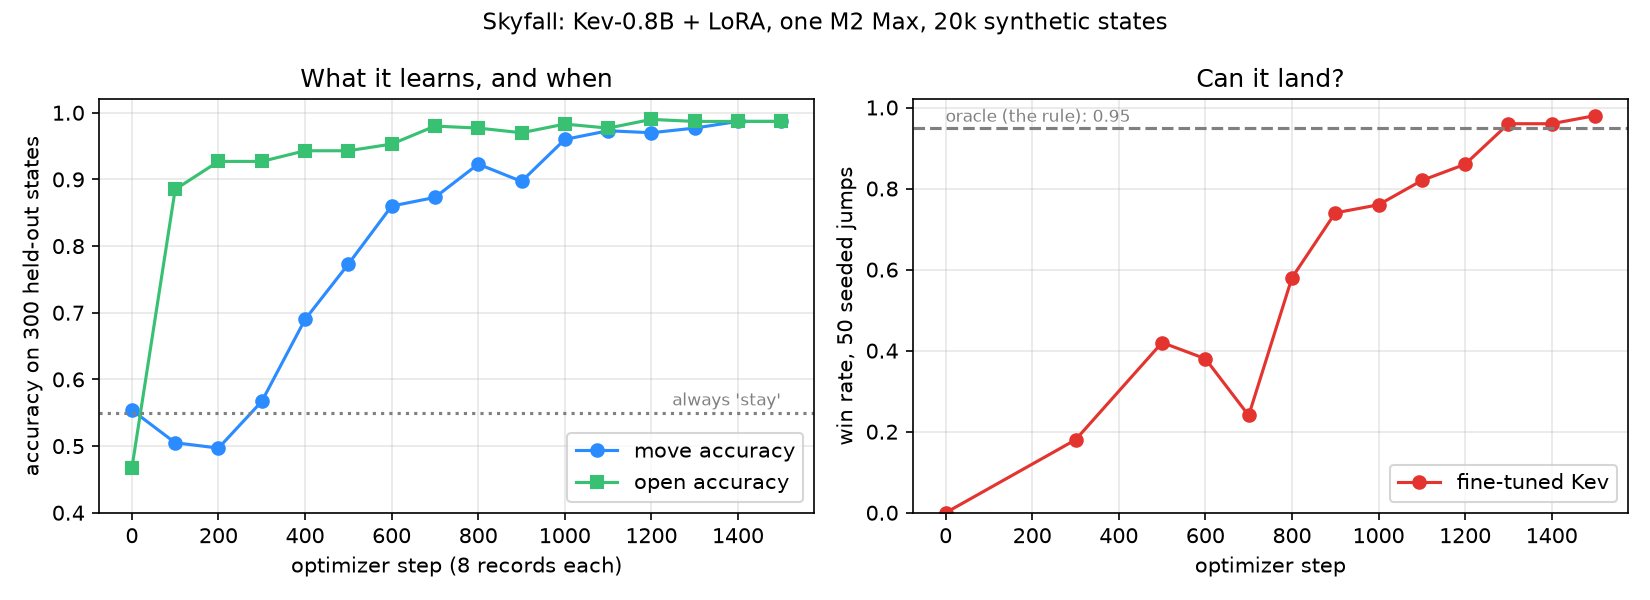 Skyfall: Kev-0.8B + LoRA, one M2 Max, 20k synthetic states
What it learns, and when
accuracy on 300 held-out states
1.0
0.9
0.8
0.7
0.6
0.5
0.4
always 'stay'
move accuracy
open accuracy
0 200 400 600 800 1000 1200 1400
optimizer step (8 records each)
Can it land?
win rate, 50 seeded jumps
1.0
0.8
0.6
0.4
0.2
0.0
oracle (the rule): 0.95
fine-tuned Kev
0 200 400 600 800 1000 1200 1400
optimizer step